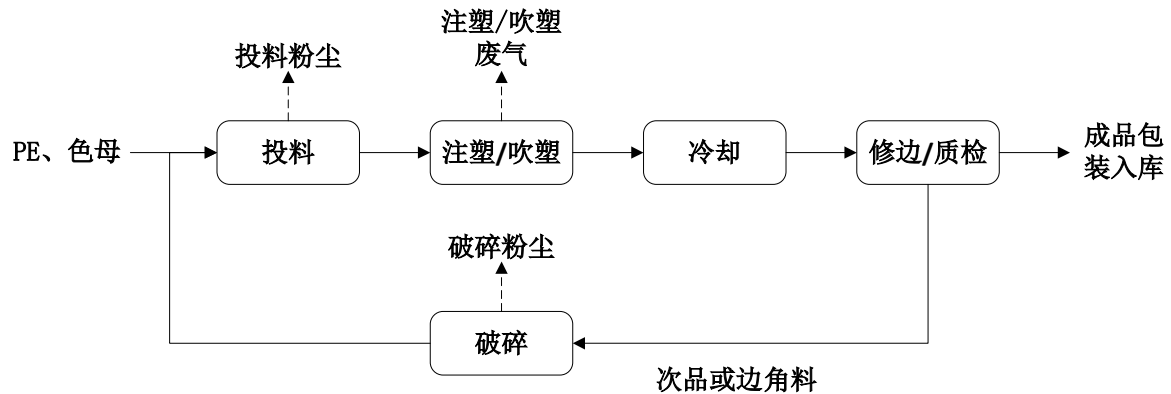 注塑/吹塑
废气
投料粉尘
PE、色母
投料
注塑/吹塑
冷却
修边/质检
成品包
装入库
破碎粉尘
破碎
次品或边角料